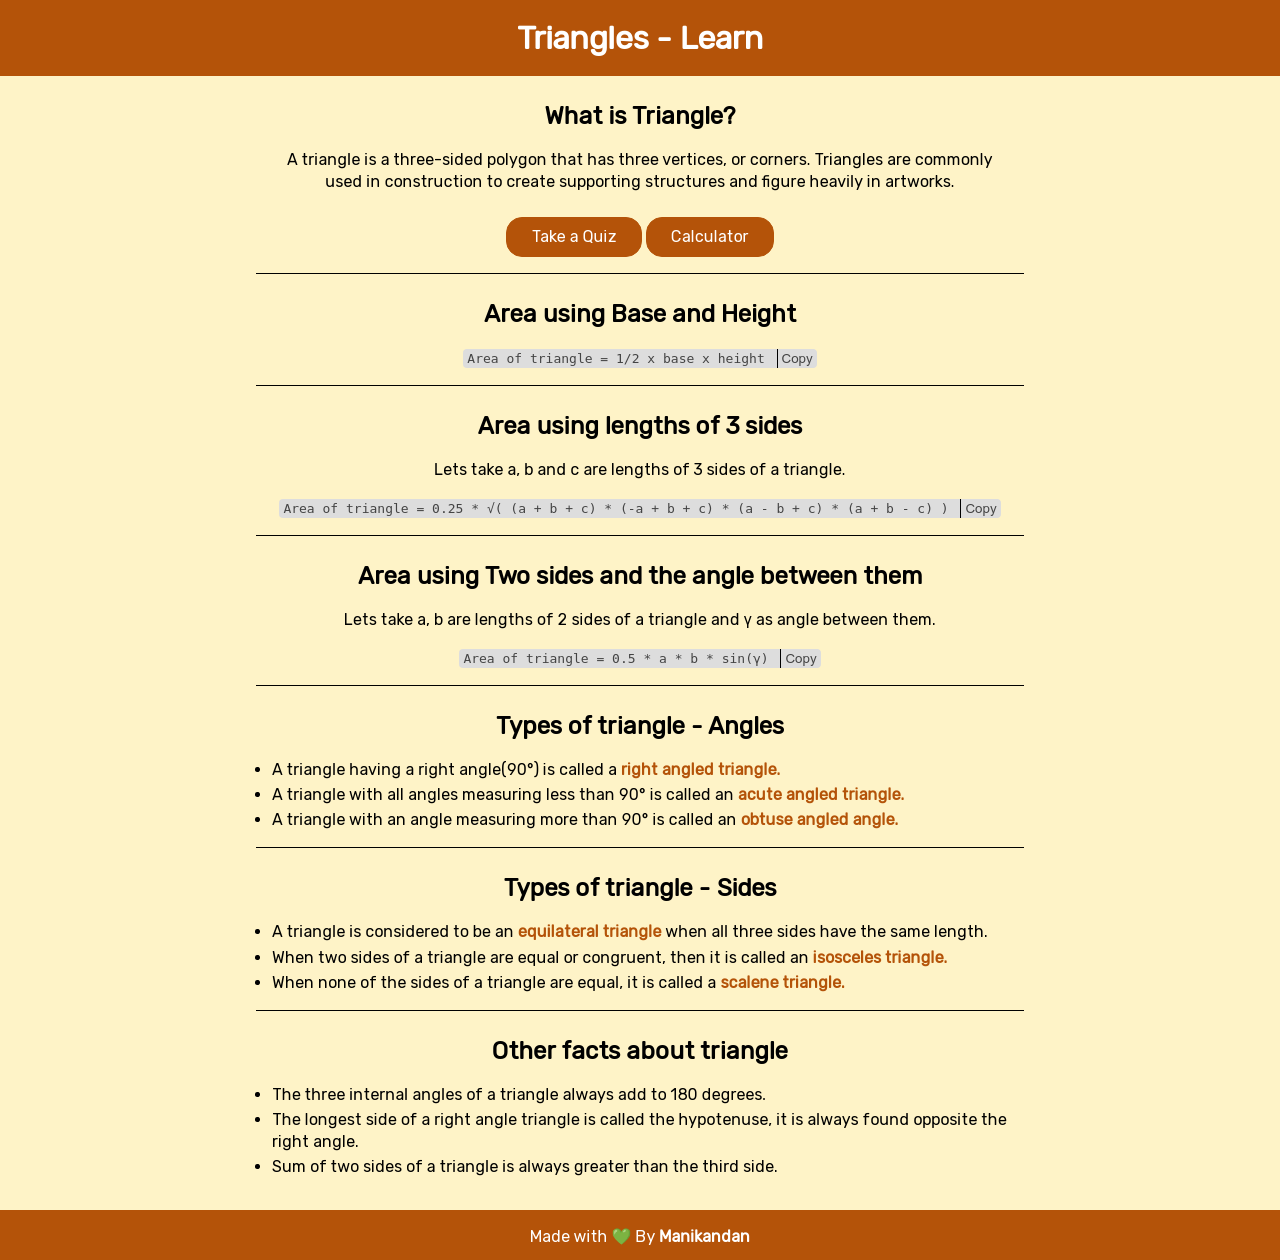 Triangles - Learn
What is Triangle?
A triangle is a three-sided polygon that has three vertices, or corners. Triangles are commonly
used in construction to create supporting structures and figure heavily in artworks.
Take a Quiz Calculator
Area using Base and Height
Area of triangle = 1/2 x base x height Copy
Area using lengths of 3 sides
Lets take a, b and c are lengths of 3 sides of a triangle.
Area of triangle = 0.25 * √( (a + b + c) * (-a + b + c) * (a - b + c) * (a + b - c) ) Copy
Area using Two sides and the angle between them
Lets take a, b are lengths of 2 sides of a triangle and γ as angle between them.
Area of triangle = 0.5 * a * b * sin(γ) Copy
Types of triangle - Angles
• A triangle having a right angle(90°) is called a right angled triangle.
• A triangle with all angles measuring less than 90° is called an acute angled triangle.
• A triangle with an angle measuring more than 90° is called an obtuse angled angle.
Types of triangle - Sides
• A triangle is considered to be an equilateral triangle when all three sides have the same length.
• When two sides of a triangle are equal or congruent, then it is called an isosceles triangle.
• When none of the sides of a triangle are equal, it is called a scalene triangle.
Other facts about triangle
• The three internal angles of a triangle always add to 180 degrees.
• The longest side of a right angle triangle is called the hypotenuse, it is always found opposite the
right angle.
• Sum of two sides of a triangle is always greater than the third side.
Made with 💚 By Manikandan